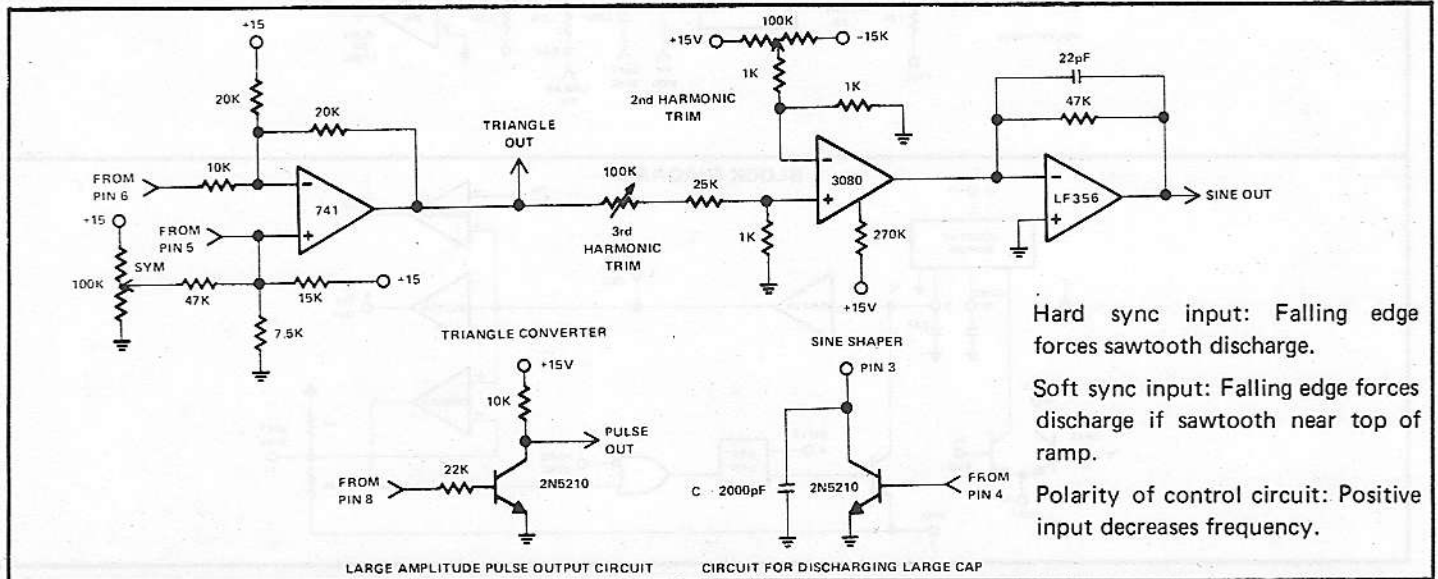 +15
20K
20K
10K
FROM
PIN 6
741
FROM
PIN 5
+15
SYM
100K
47K
15K
+15
7.5K
TRIANGLE
OUT
100K
3rd
HARMONIC
TRIM
25K
1K
+15V
100K
-15K
1K
1K
2nd HARMONIC
TRIM
3080
270K
+15V
22pF
47K
LF356
SINE OUT
TRIANGLE CONVERTER
+15V
10K
PULSE
OUT
22K
FROM
PIN 8
2N5210
LARGE AMPLITUDE PULSE OUTPUT CIRCUIT
SINE SHAPER
PIN 3
C 2000pF
2N5210
FROM
PIN 4
CIRCUIT FOR DISCHARGING LARGE CAP
Hard sync input: Falling edge
forces sawtooth discharge.
Soft sync input: Falling edge forces
discharge if sawtooth near top of
ramp.
Polarity of control circuit: Positive
input decreases frequency.